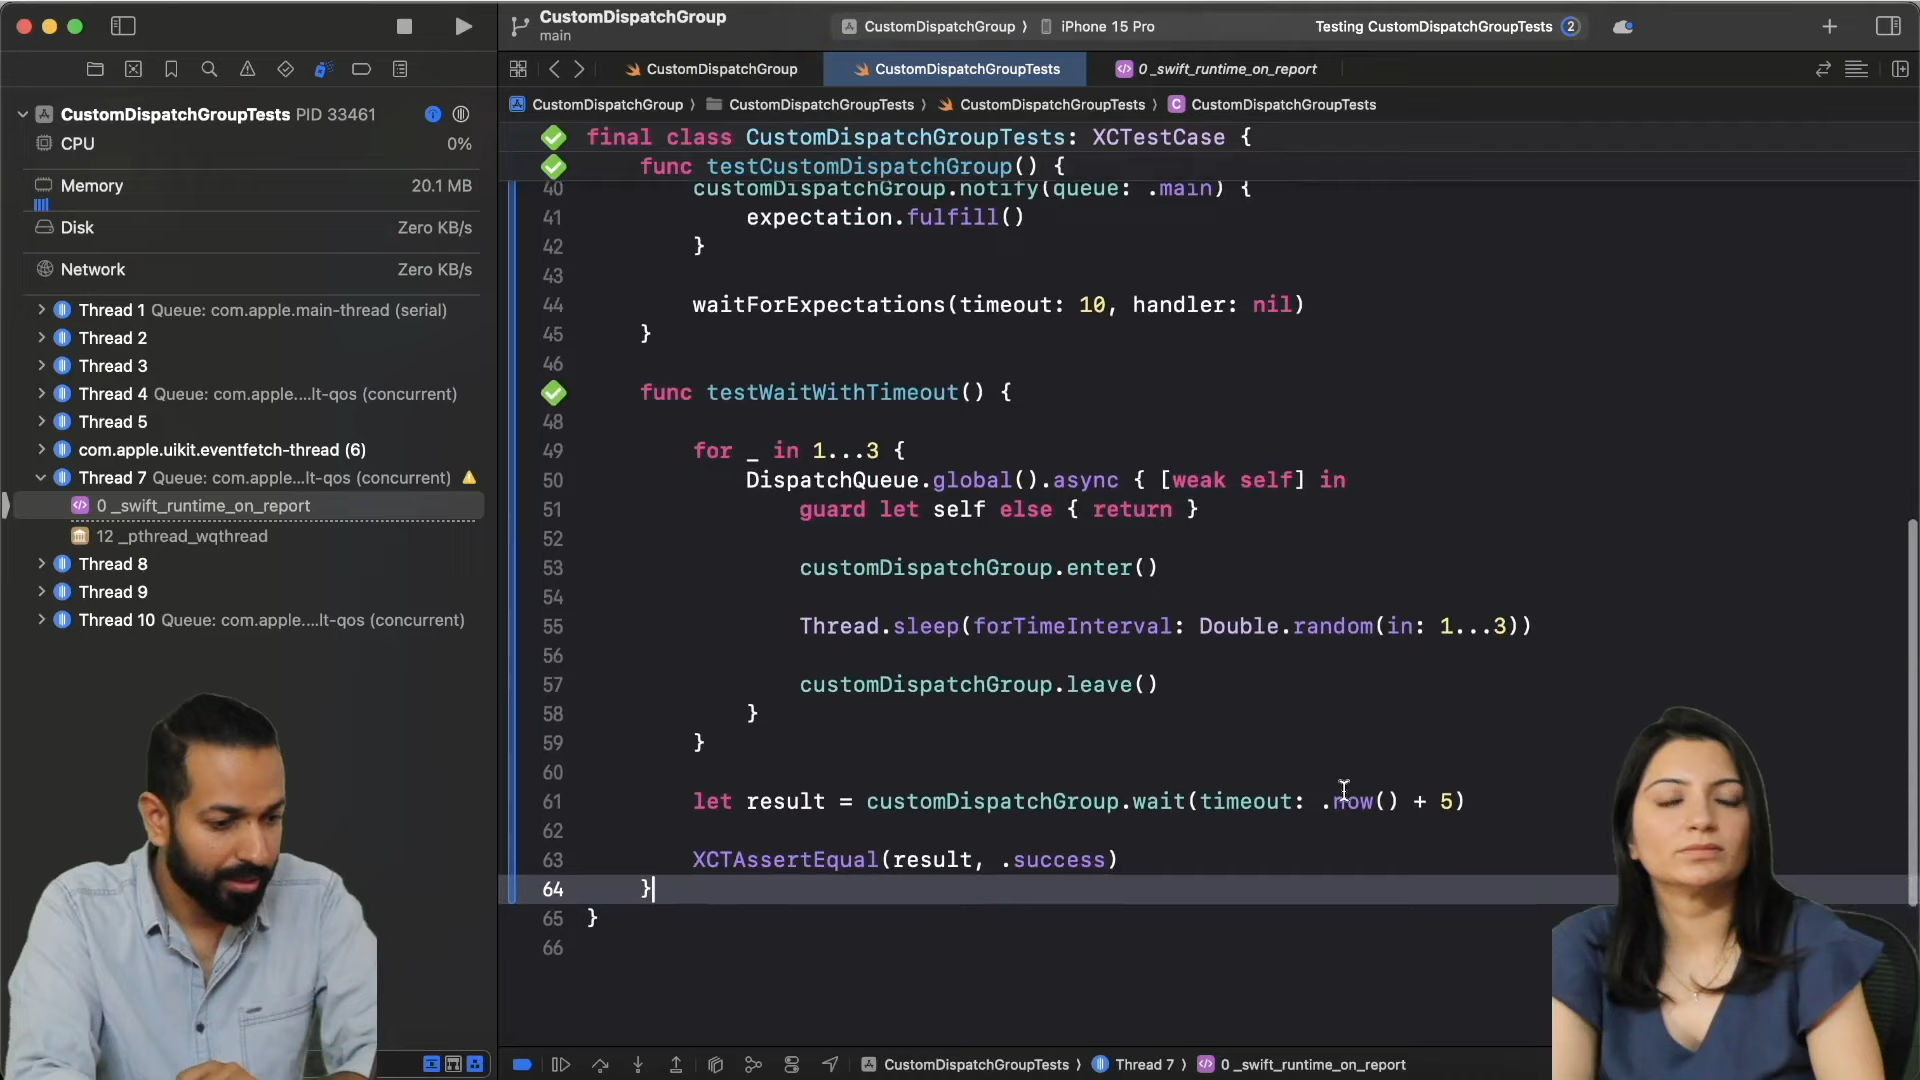 CustomDispatchGroup
main
CustomDispatchGroup 〉 iPhone 15 Pro
Testing CustomDispatchGroupTests 2
CustomDispatchGroup
CustomDispatchGroupTests
0 _swift_runtime_on_report
CustomDispatchGroup 〉 CustomDispatchGroupTests 〉 CustomDispatchGroupTests 〉 C CustomDispatchGroupTests
CustomDispatchGroupTests PID 33461
CPU 0%
Memory 20.1 MB
Disk Zero KB/s
Network Zero KB/s
Thread 1 Queue: com.apple.main-thread (serial)
Thread 2
Thread 3
Thread 4 Queue: com.apple....lt-qos (concurrent)
Thread 5
com.apple.uikit.eventfetch-thread (6)
Thread 7 Queue: com.apple...lt-qos (concurrent)
0 _swift_runtime_on_report
12 _pthread_wqthread
Thread 8
Thread 9
Thread 10 Queue: com.apple....lt-qos (concurrent)
final class CustomDispatchGroupTests: XCTestCase {
func testCustomDispatchGroup() {
40 customDispatchGroup.notify(queue: .main) {
41 expectation.fulfill()
42 }
43
44 waitForExpectations(timeout: 10, handler: nil)
45 }
46
func testWaitWithTimeout() {
48
49 for _ in 1...3 {
50 DispatchQueue.global().async { [weak self] in
51 guard let self else { return }
52
53 customDispatchGroup.enter()
54
55 Thread.sleep(forTimeInterval: Double.random(in: 1...3))
56
57 customDispatchGroup.leave()
58 }
59 }
60
61 let result = customDispatchGroup.wait(timeout: .now() + 5)
62
63 XCTAssertEqual(result, .success)
64 }
65 }
66
CustomDispatchGroupTests 〉 Thread 7 〉 0 _swift_runtime_on_report